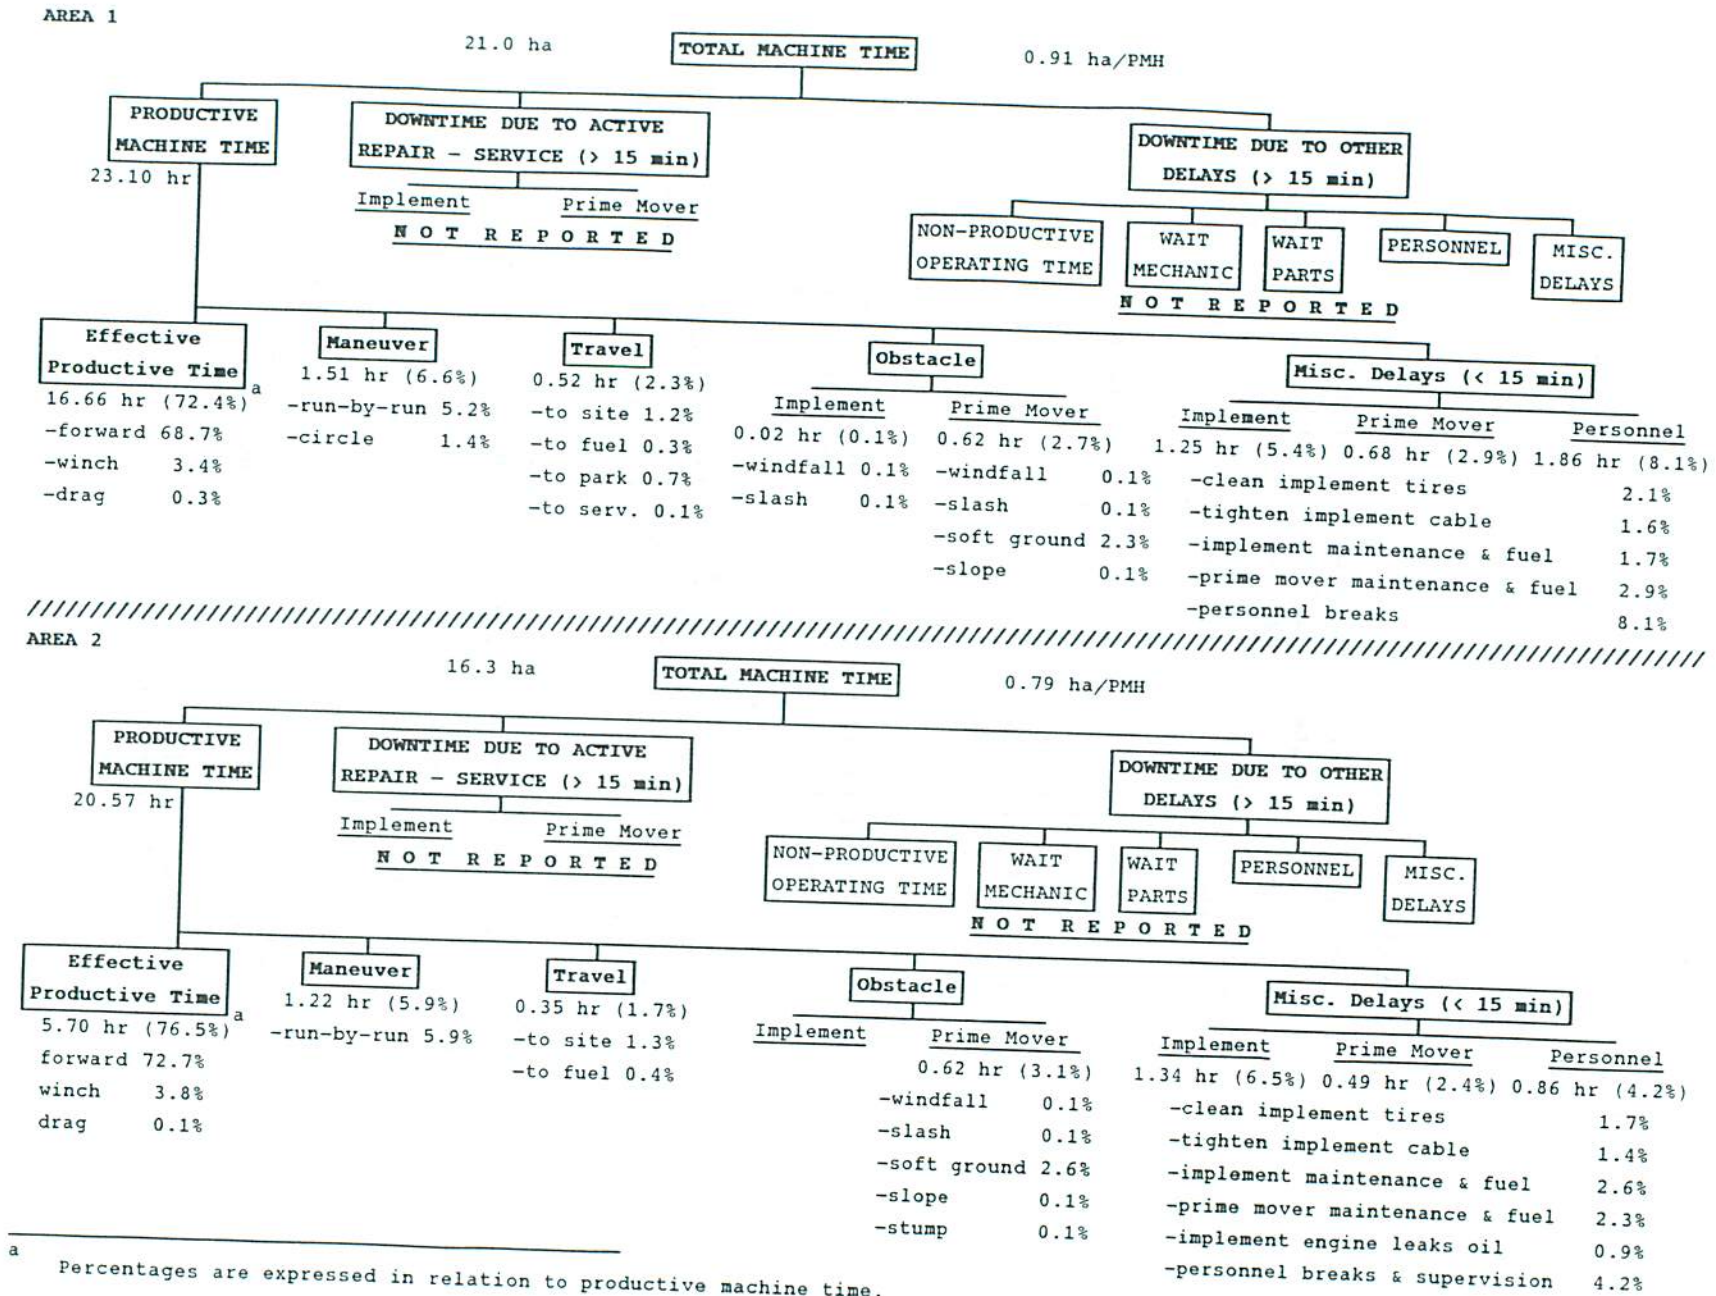 AREA 1
21.0 ha
TOTAL MACHINE TIME
0.91 ha/PMH
PRODUCTIVE
MACHINE TIME
23.10 hr
DOWNTIME DUE TO ACTIVE
REPAIR - SERVICE (> 15 min)
Implement Prime Mover
NOT REPORTED
DOWNTIME DUE TO OTHER
DELAYS (> 15 min)
NON-PRODUCTIVE
OPERATING TIME
WAIT
MECHANIC
WAIT
PARTS
PERSONNEL
MISC.
DELAYS
NOT REPORTED
Effective
Productive Time a
16.66 hr (72.4%)
-forward 68.7%
-winch 3.4%
-drag 0.3%
Maneuver
1.51 hr (6.6%)
-run-by-run 5.2%
-circle 1.4%
Travel
0.52 hr (2.3%)
-to site 1.2%
-to fuel 0.3%
-to park 0.7%
-to serv. 0.1%
Obstacle
Implement
0.02 hr (0.1%)
-windfall 0.1%
-slash 0.1%
Prime Mover
0.62 hr (2.7%)
-windfall 0.1%
-slash 0.1%
-soft ground 2.3%
-slope 0.1%
Misc. Delays (< 15 min)
Implement Prime Mover Personnel
1.25 hr (5.4%) 0.68 hr (2.9%) 1.86 hr (8.1%)
-clean implement tires 2.1%
-tighten implement cable 1.6%
-implement maintenance & fuel 1.7%
-prime mover maintenance & fuel 2.9%
-personnel breaks 8.1%
AREA 2
16.3 ha
TOTAL MACHINE TIME
0.79 ha/PMH
PRODUCTIVE
MACHINE TIME
20.57 hr
DOWNTIME DUE TO ACTIVE
REPAIR - SERVICE (> 15 min)
Implement Prime Mover
NOT REPORTED
DOWNTIME DUE TO OTHER
DELAYS (> 15 min)
NON-PRODUCTIVE
OPERATING TIME
WAIT
MECHANIC
WAIT
PARTS
PERSONNEL
MISC.
DELAYS
NOT REPORTED
Effective
Productive Time a
5.70 hr (76.5%)
forward 72.7%
winch 3.8%
drag 0.1%
Maneuver
1.22 hr (5.9%)
-run-by-run 5.9%
Travel
0.35 hr (1.7%)
-to site 1.3%
-to fuel 0.4%
Obstacle
Implement Prime Mover
0.62 hr (3.1%)
-windfall 0.1%
-slash 0.1%
-soft ground 2.6%
-slope 0.1%
-stump 0.1%
Misc. Delays (< 15 min)
Implement Prime Mover Personnel
1.34 hr (6.5%) 0.49 hr (2.4%) 0.86 hr (4.2%)
-clean implement tires 1.7%
-tighten implement cable 1.4%
-implement maintenance & fuel 2.6%
-prime mover maintenance & fuel 2.3%
-implement engine leaks oil 0.9%
-personnel breaks & supervision 4.2%
a
Percentages are expressed in relation to productive machine time.